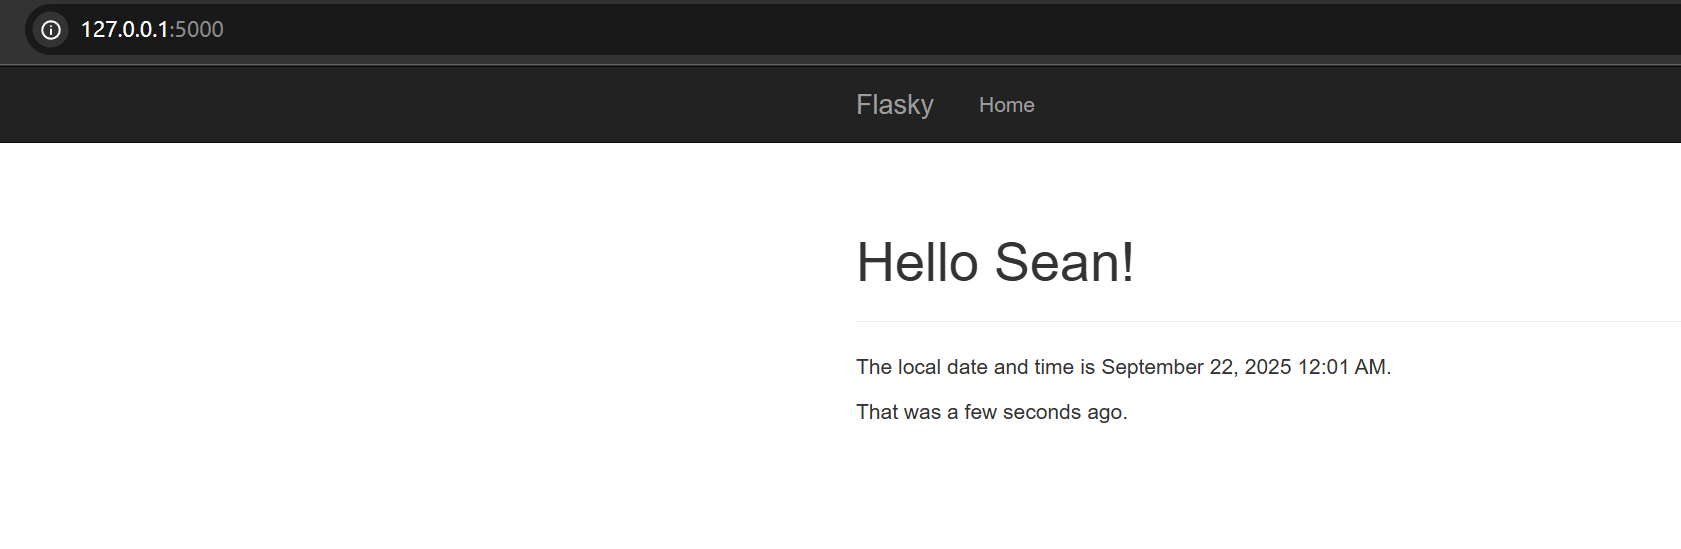 127.0.0.1:5000
Flasky Home
Hello Sean!
The local date and time is September 22, 2025 12:01 AM.
That was a few seconds ago.